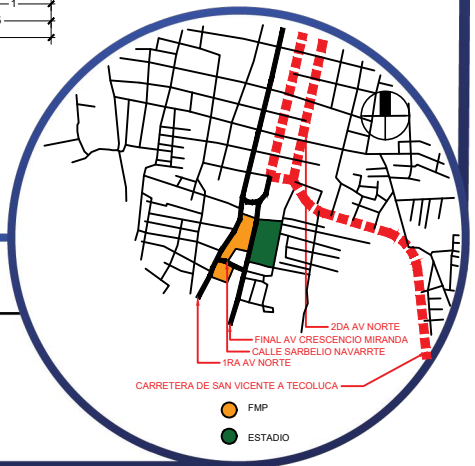 1
2DA AV NORTE
FINAL AV CRESCENCIO MIRANDA
CALLE SARBELIO NAVARRTE
1RA AV NORTE
CARRETERA DE SAN VICENTE A TECOLUCA
FMP
ESTADIO